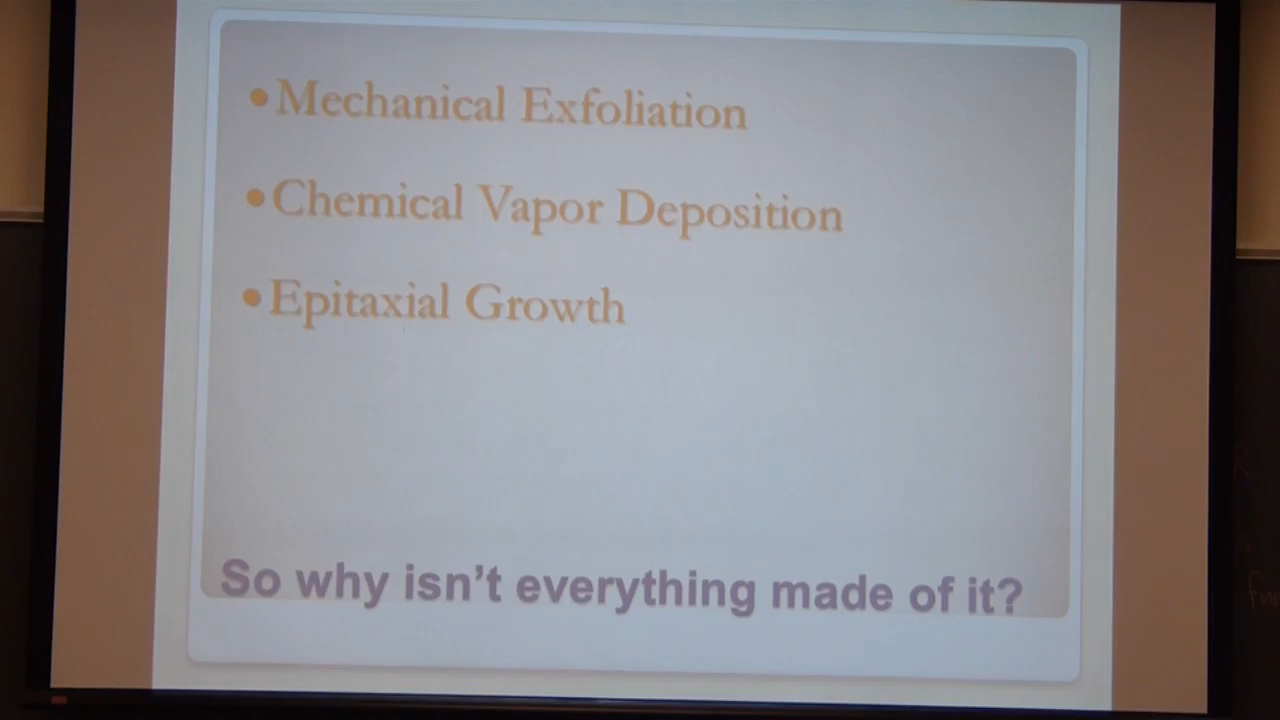 •Mechanical Exfoliation
•Chemical Vapor Deposition
•Epitaxial Growth
So why isn't everything made of it?